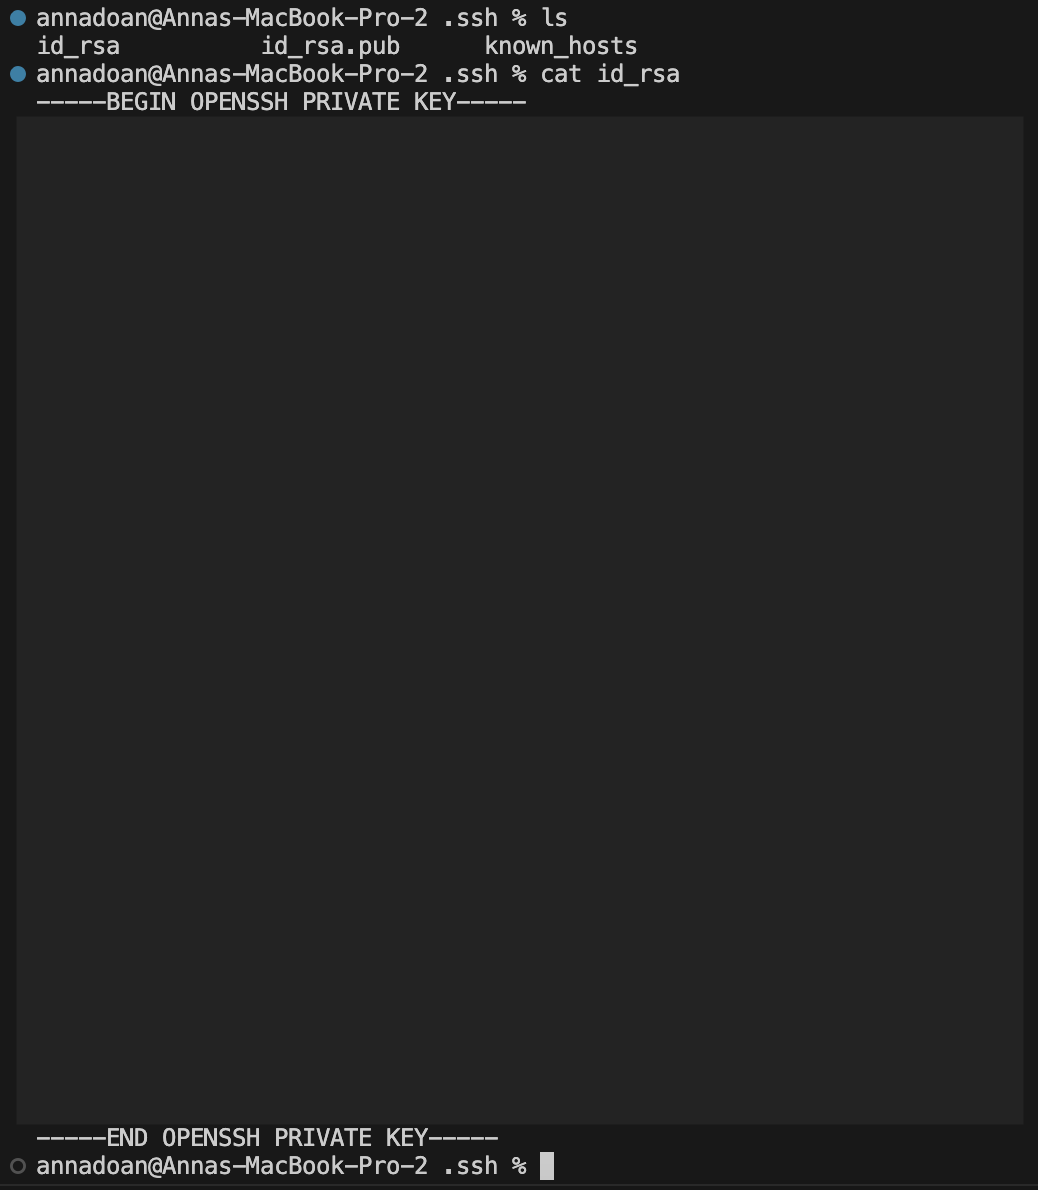 annadoan@Annas-MacBook-Pro-2 .ssh % ls
id_rsa          id_rsa.pub      known_hosts
annadoan@Annas-MacBook-Pro-2 .ssh % cat id_rsa
-----BEGIN OPENSSH PRIVATE KEY-----
-----END OPENSSH PRIVATE KEY-----
annadoan@Annas-MacBook-Pro-2 .ssh %